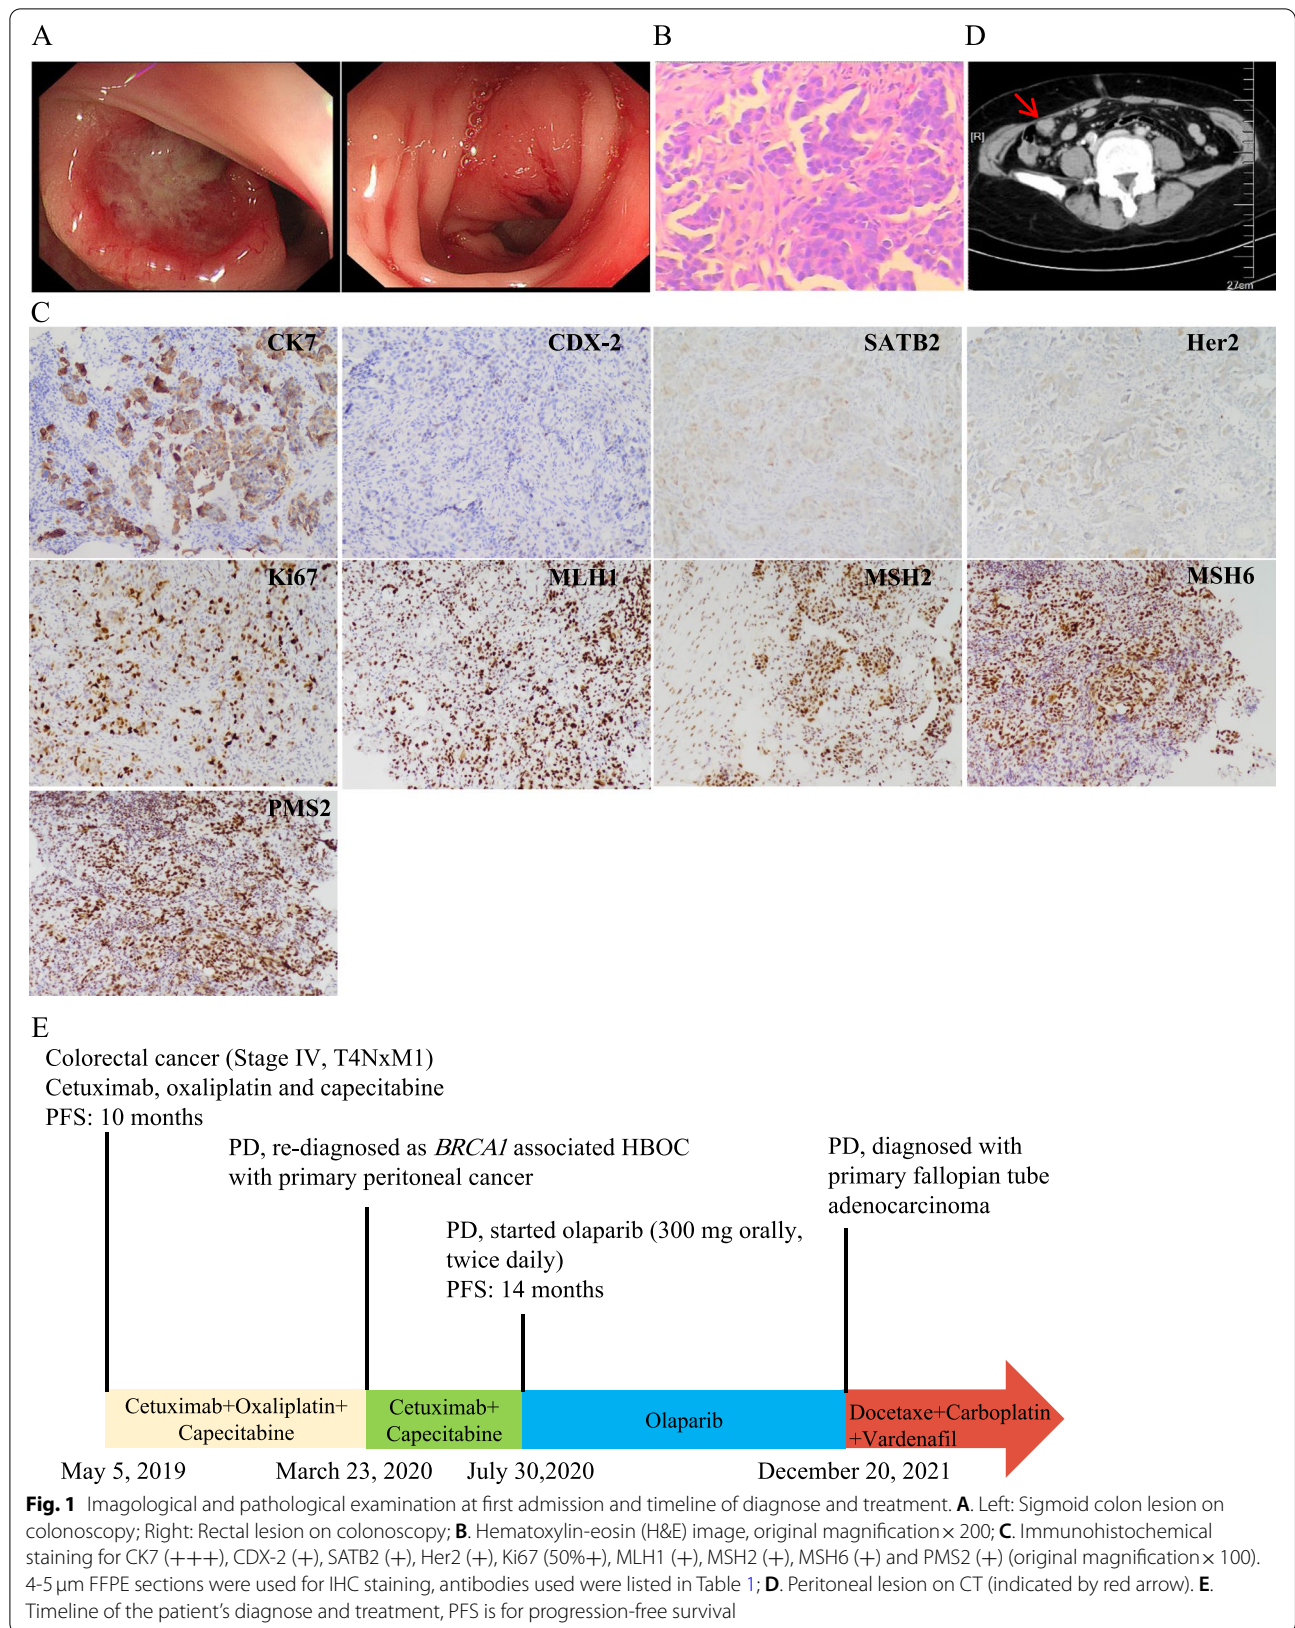 A
B
D
[R]
27cm
C
CK7
CDX-2
SATB2
Her2
Ki67
MLH1
MSH2
MSH6
PMS2
E
Colorectal cancer (Stage IV, T4NxM1)
Cetuximab, oxaliplatin and capecitabine
PFS: 10 months
PD, re-diagnosed as BRCA1 associated HBOC
with primary peritoneal cancer
PD, started olaparib (300 mg orally,
twice daily)
PFS: 14 months
PD, diagnosed with
primary fallopian tube
adenocarcinoma
Cetuximab+Oxaliplatin+
Capecitabine
Cetuximab+
Capecitabine
Olaparib
Docetaxe+Carboplatin
+Vardenafil
May 5, 2019
March 23, 2020
July 30,2020
December 20, 2021
Fig. 1 Imagological and pathological examination at first admission and timeline of diagnose and treatment. A. Left: Sigmoid colon lesion on
colonoscopy; Right: Rectal lesion on colonoscopy; B. Hematoxylin-eosin (H&E) image, original magnification × 200; C. Immunohistochemical
staining for CK7 (+++), CDX-2 (+), SATB2 (+), Her2 (+), Ki67 (50%+), MLH1 (+), MSH2 (+), MSH6 (+) and PMS2 (+) (original magnification × 100).
4-5 μm FFPE sections were used for IHC staining, antibodies used were listed in Table 1; D. Peritoneal lesion on CT (indicated by red arrow). E.
Timeline of the patient's diagnose and treatment, PFS is for progression-free survival